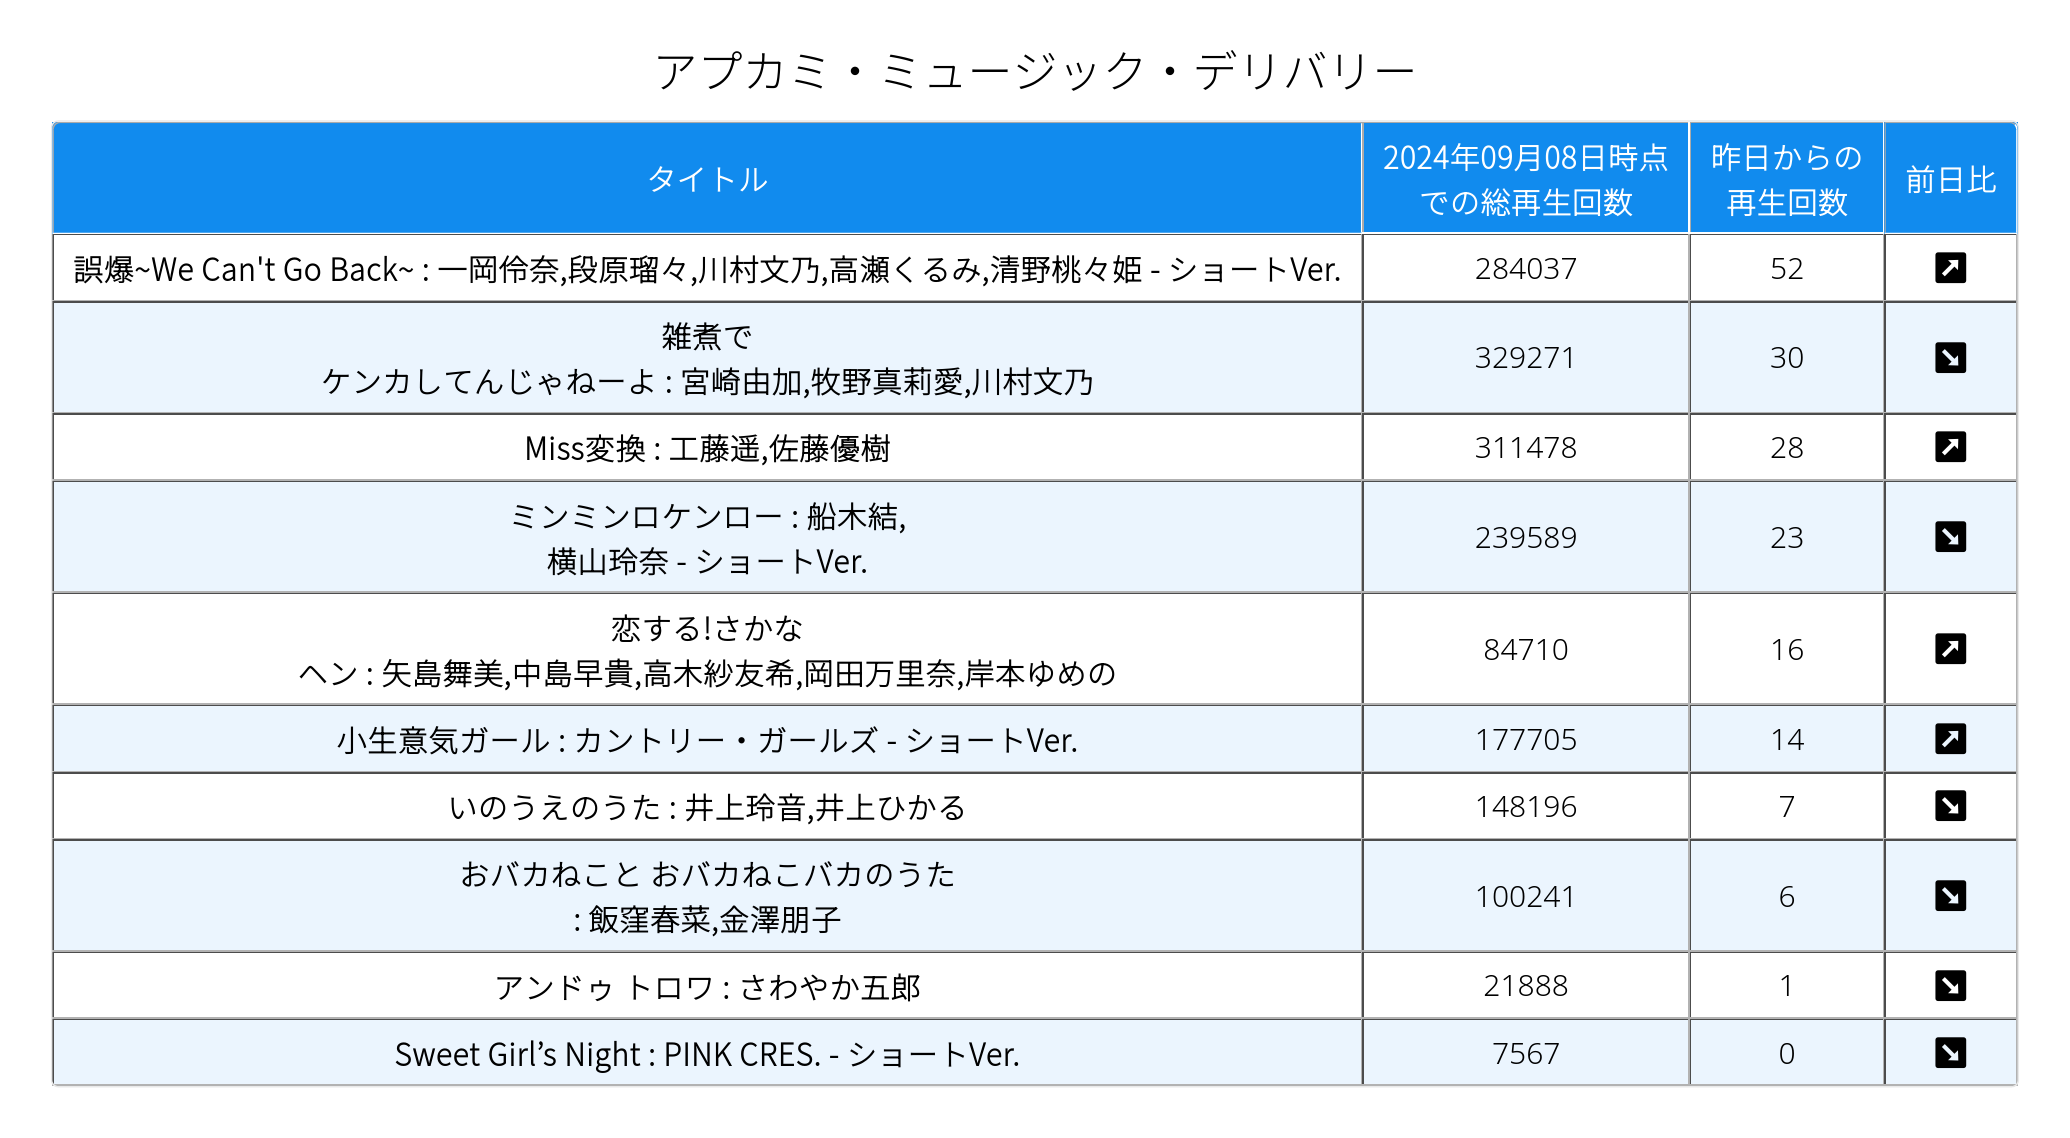 アプカミ・ミュージック・デリバリー
タイトル
2024年09月08日時点
での総再生回数
昨日からの
再生回数
前日比
誤爆~We Can't Go Back~ : 一岡伶奈,段原瑠々,川村文乃,高瀬くるみ,清野桃々姫 - ショートVer.
284037
52
雑煮で
ケンカしてんじゃねーよ : 宮崎由加,牧野真莉愛,川村文乃
329271
30
Miss変換 : 工藤遥,佐藤優樹
311478
28
ミンミンロケンロー : 船木結,
横山玲奈 - ショートVer.
239589
23
恋する!さかな
ヘン : 矢島舞美,中島早貴,高木紗友希,岡田万里奈,岸本ゆめの
84710
16
小生意気ガール : カントリー・ガールズ - ショートVer.
177705
14
いのうえのうた : 井上玲音,井上ひかる
148196
7
おバカねこと おバカねこバカのうた
: 飯窪春菜,金澤朋子
100241
6
アンドゥ トロワ : さわやか五郎
21888
1
Sweet Girl’s Night : PINK CRES. - ショートVer.
7567
0